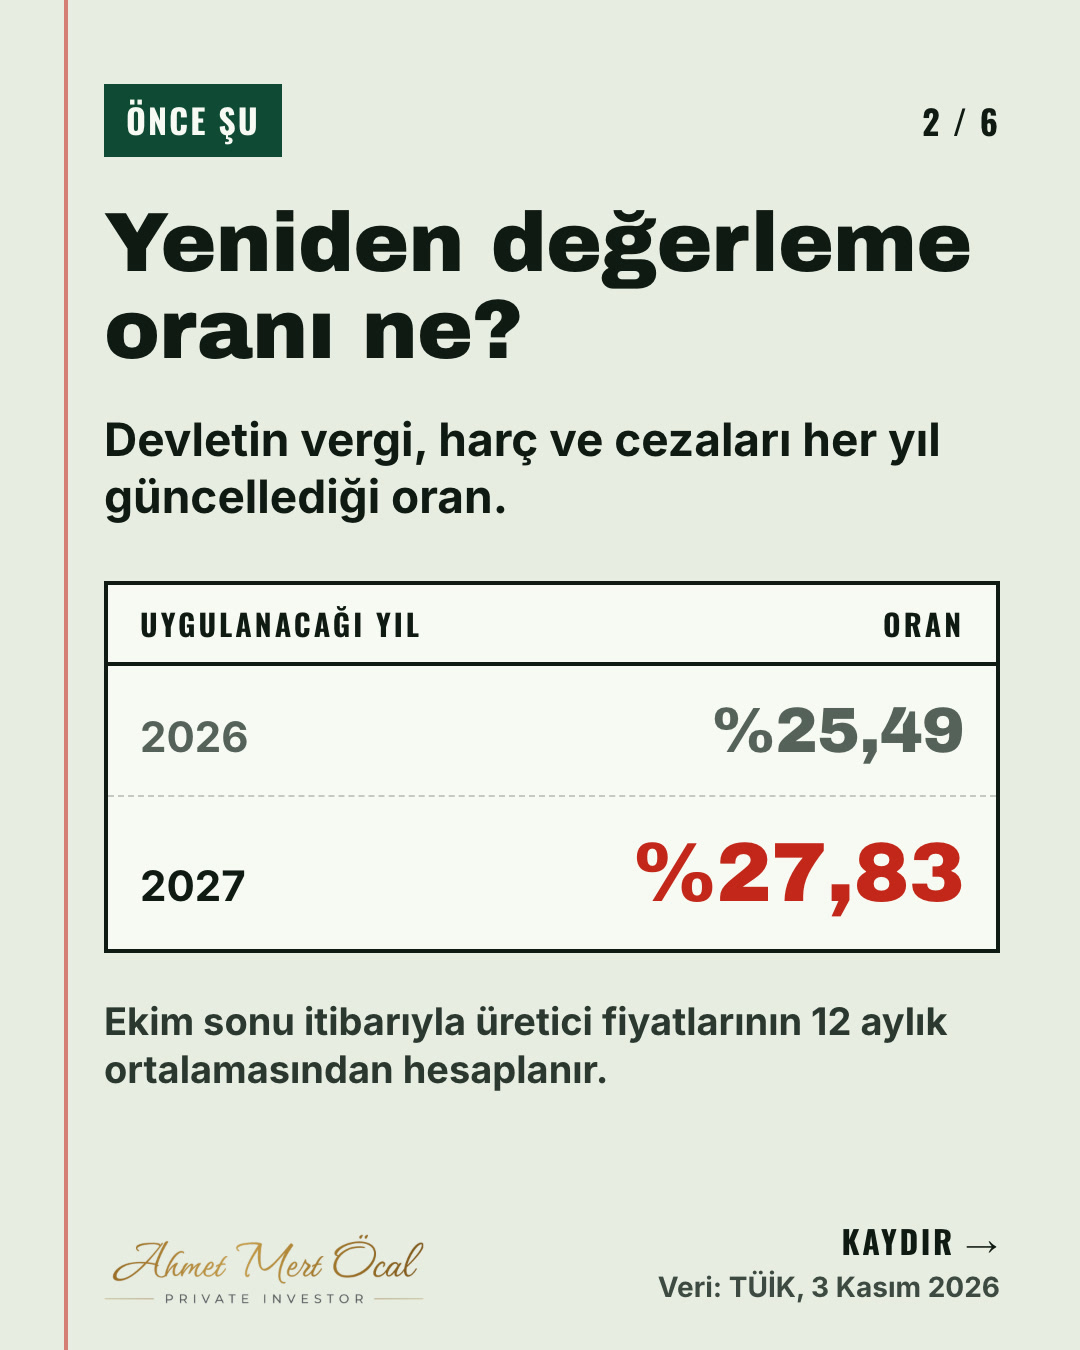 ÖNCE ŞU
2 / 6
Yeniden değerleme
oranı ne?
Devletin vergi, harç ve cezaları her yıl
güncellediği oran.
UYGULANACAĞI YIL ORAN
2026 %25,49
2027 %27,83
Ekim sonu itibarıyla üretici fiyatlarının 12 aylık
ortalamasından hesaplanır.
Ahmet Mert Öcal
PRIVATE INVESTOR
KAYDIR →
Veri: TÜİK, 3 Kasım 2026